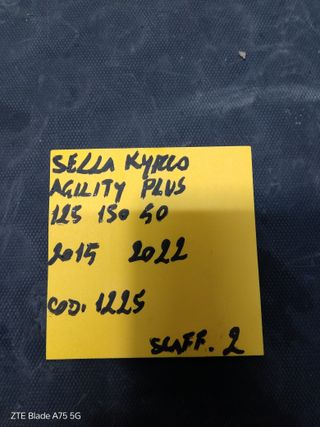 SELLA KYMCO
AGILITY PLUS
125 150 50
2015 2022
COD. 1225
SCAFF. 2
ZTE Blade A75 5G